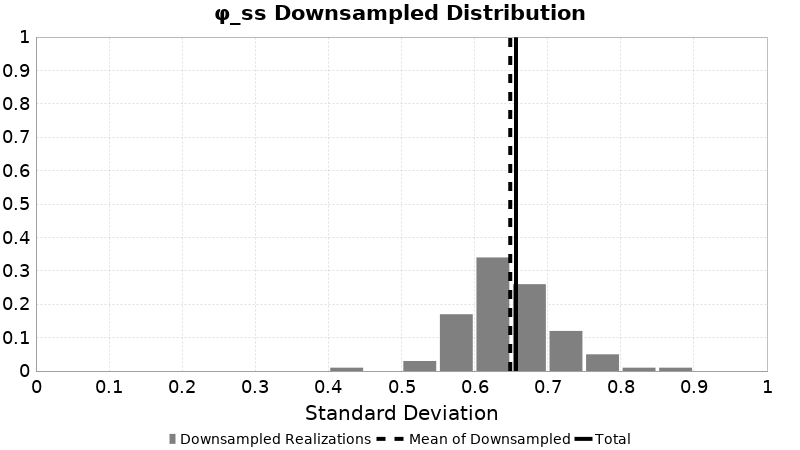 φ_ss Downsampled Distribution
1
0.9
0.8
0.7
0.6
0.5
0.4
0.3
0.2
0.1
0
0 0.1 0.2 0.3 0.4 0.5 0.6 0.7 0.8 0.9 1
Standard Deviation
Downsampled Realizations Mean of Downsampled Total